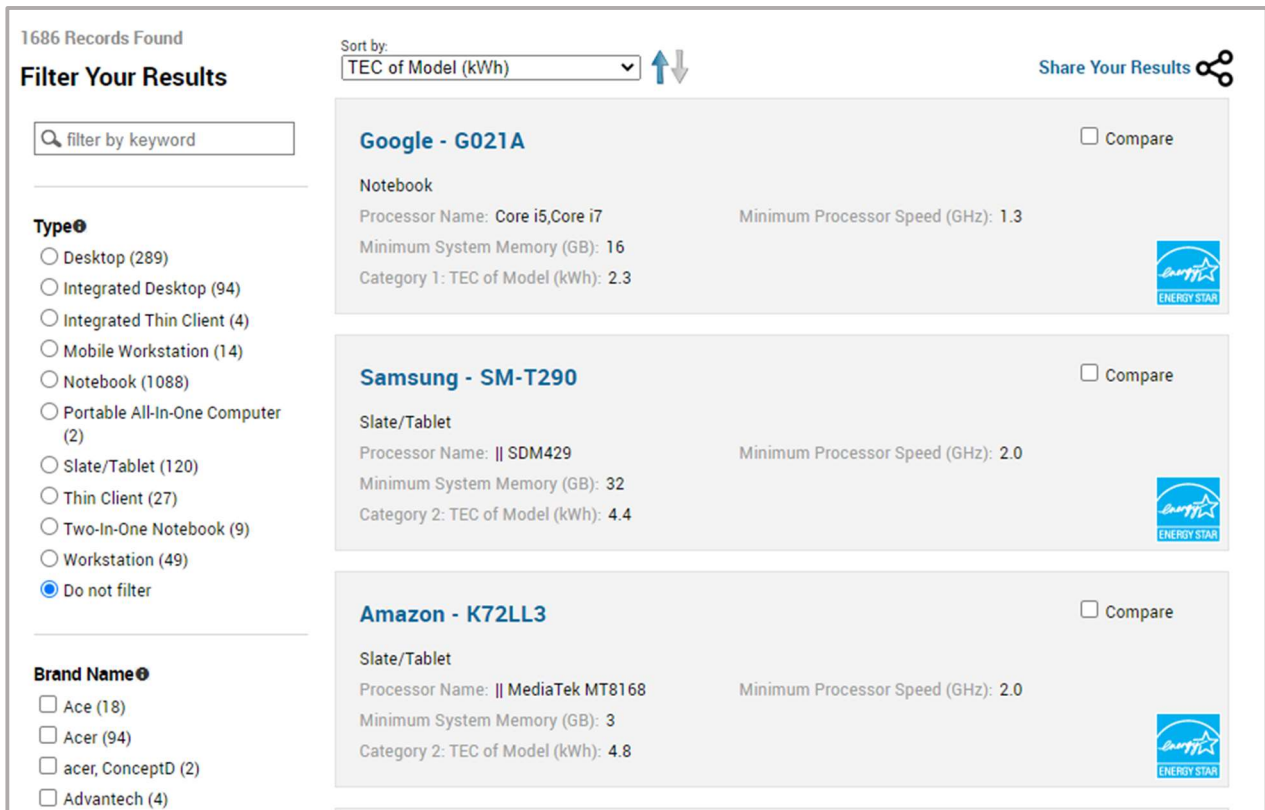 1686 Records Found
Filter Your Results
filter by keyword
Type
Desktop (289)
Integrated Desktop (94)
Integrated Thin Client (4)
Mobile Workstation (14)
Notebook (1088)
Portable All-In-One Computer
(2)
Slate/Tablet (120)
Thin Client (27)
Two-In-One Notebook (9)
Workstation (49)
Do not filter
Brand Name
Ace (18)
Acer (94)
acer, ConceptD (2)
Advantech (4)
Sort by:
TEC of Model (kWh)
Share Your Results
Google - G021A
Compare
Notebook
Processor Name: Core i5,Core i7
Minimum Processor Speed (GHz): 1.3
Minimum System Memory (GB): 16
Category 1: TEC of Model (kWh): 2.3
energy
ENERGY STAR
Samsung - SM-T290
Compare
Slate/Tablet
Processor Name: || SDM429
Minimum Processor Speed (GHz): 2.0
Minimum System Memory (GB): 32
Category 2: TEC of Model (kWh): 4.4
energy
ENERGY STAR
Amazon - K72LL3
Compare
Slate/Tablet
Processor Name: || MediaTek MT8168
Minimum Processor Speed (GHz): 2.0
Minimum System Memory (GB): 3
Category 2: TEC of Model (kWh): 4.8
energy
ENERGY STAR